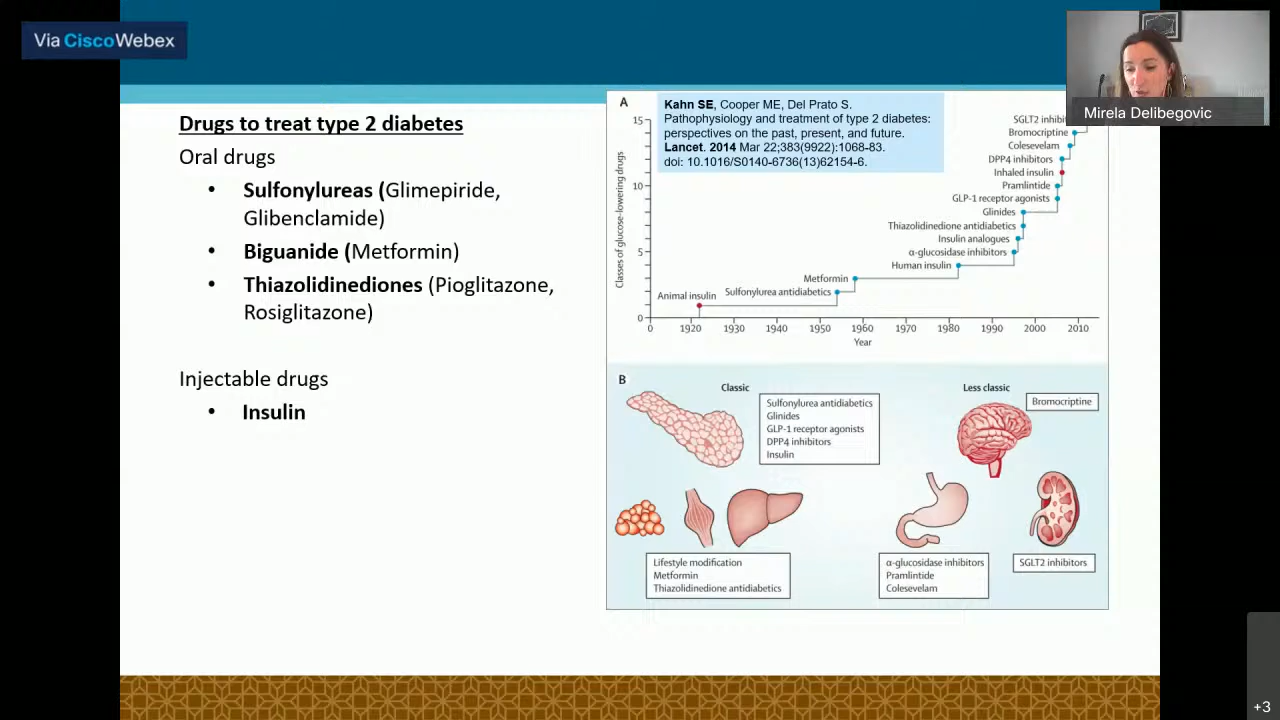 Via Cisco Webex
Mirela Delibegovic
Drugs to treat type 2 diabetes
Oral drugs
• Sulfonylureas (Glimepiride,
Glibenclamide)
• Biguanide (Metformin)
• Thiazolidinediones (Pioglitazone,
Rosiglitazone)
Injectable drugs
• Insulin
A
Kahn SE, Cooper ME, Del Prato S.
Pathophysiology and treatment of type 2 diabetes:
perspectives on the past, present, and future.
Lancet. 2014 Mar 22;383(9922):1068-83.
doi: 10.1016/S0140-6736(13)62154-6.
Classes of glucose-lowering drugs
15
10
5
0
SGLT2 inhibit
Bromocriptine
Colesevelam
DPP4 inhibitors
Inhaled insulin
Pramlintide
GLP-1 receptor agonists
Glinides
Thiazolidinedione antidiabetics
Insulin analogues
α-glucosidase inhibitors
Human insulin
Metformin
Sulfonylurea antidiabetics
Animal insulin
0 1920 1930 1940 1950 1960 1970 1980 1990 2000 2010
Year
B
Classic
Sulfonylurea antidiabetics
Glinides
GLP-1 receptor agonists
DPP4 inhibitors
Insulin
Lifestyle modification
Metformin
Thiazolidinedione antidiabetics
Less classic
Bromocriptine
α-glucosidase inhibitors
Pramlintide
Colesevelam
SGLT2 inhibitors
+3